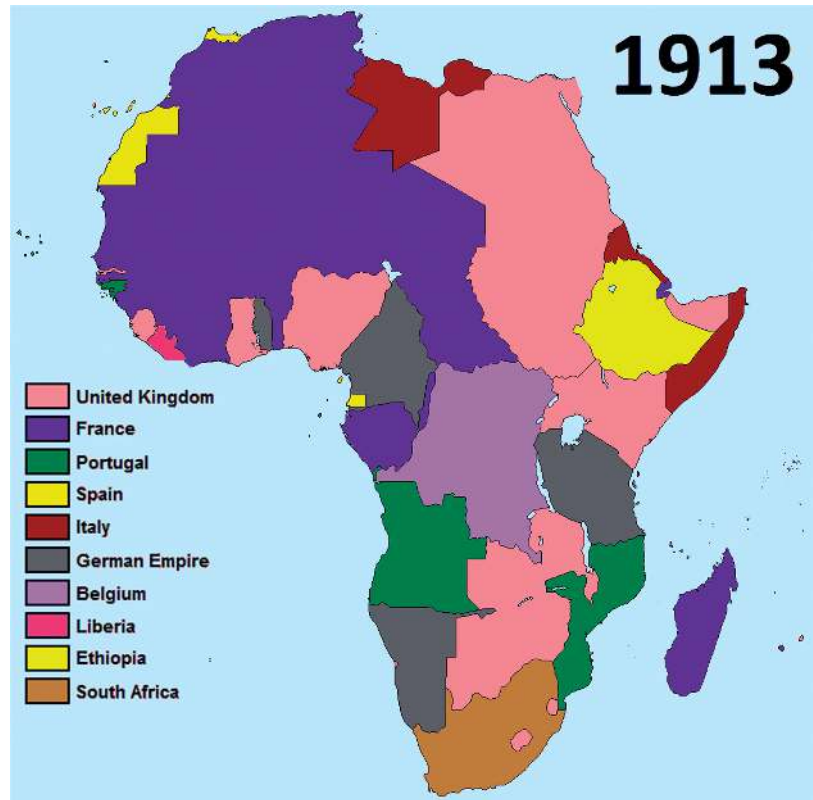 1913
United Kingdom
France
Portugal
Spain
Italy
German Empire
Belgium
Liberia
Ethiopia
South Africa